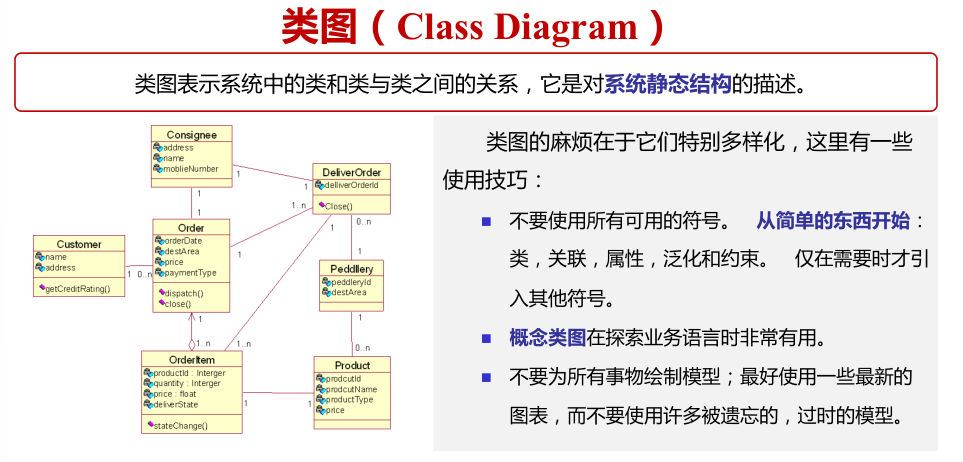 类图（Class Diagram）
类图表示系统中的类和类与类之间的关系，它是对系统静态结构的描述。
Consignee
address
name
moblieNumber
1
1
DeliverOrder
delliverOrderId
Close()
1
1
1..n
1
Order
orderDate
destArea
price
paymentType
dispatch()
close()
Customer
name
address
getCreditRating()
1
0..n
1
0..n
1
Peddllery
peddleryId
destArea
1
0..n
1
1..n
1..n
OrderItem
productId : Interger
quantity : Interger
price : float
deliverState
stateChange()
1
1
Product
prodcutId
prodcutName
productType
price
类图的麻烦在于它们特别多样化，这里有一些
使用技巧：
不要使用所有可用的符号。 从简单的东西开始：
类，关联，属性，泛化和约束。 仅在需要时才引
入其他符号。
概念类图在探索业务语言时非常有用。
不要为所有事物绘制模型；最好使用一些最新的
图表，而不要使用许多被遗忘的，过时的模型。